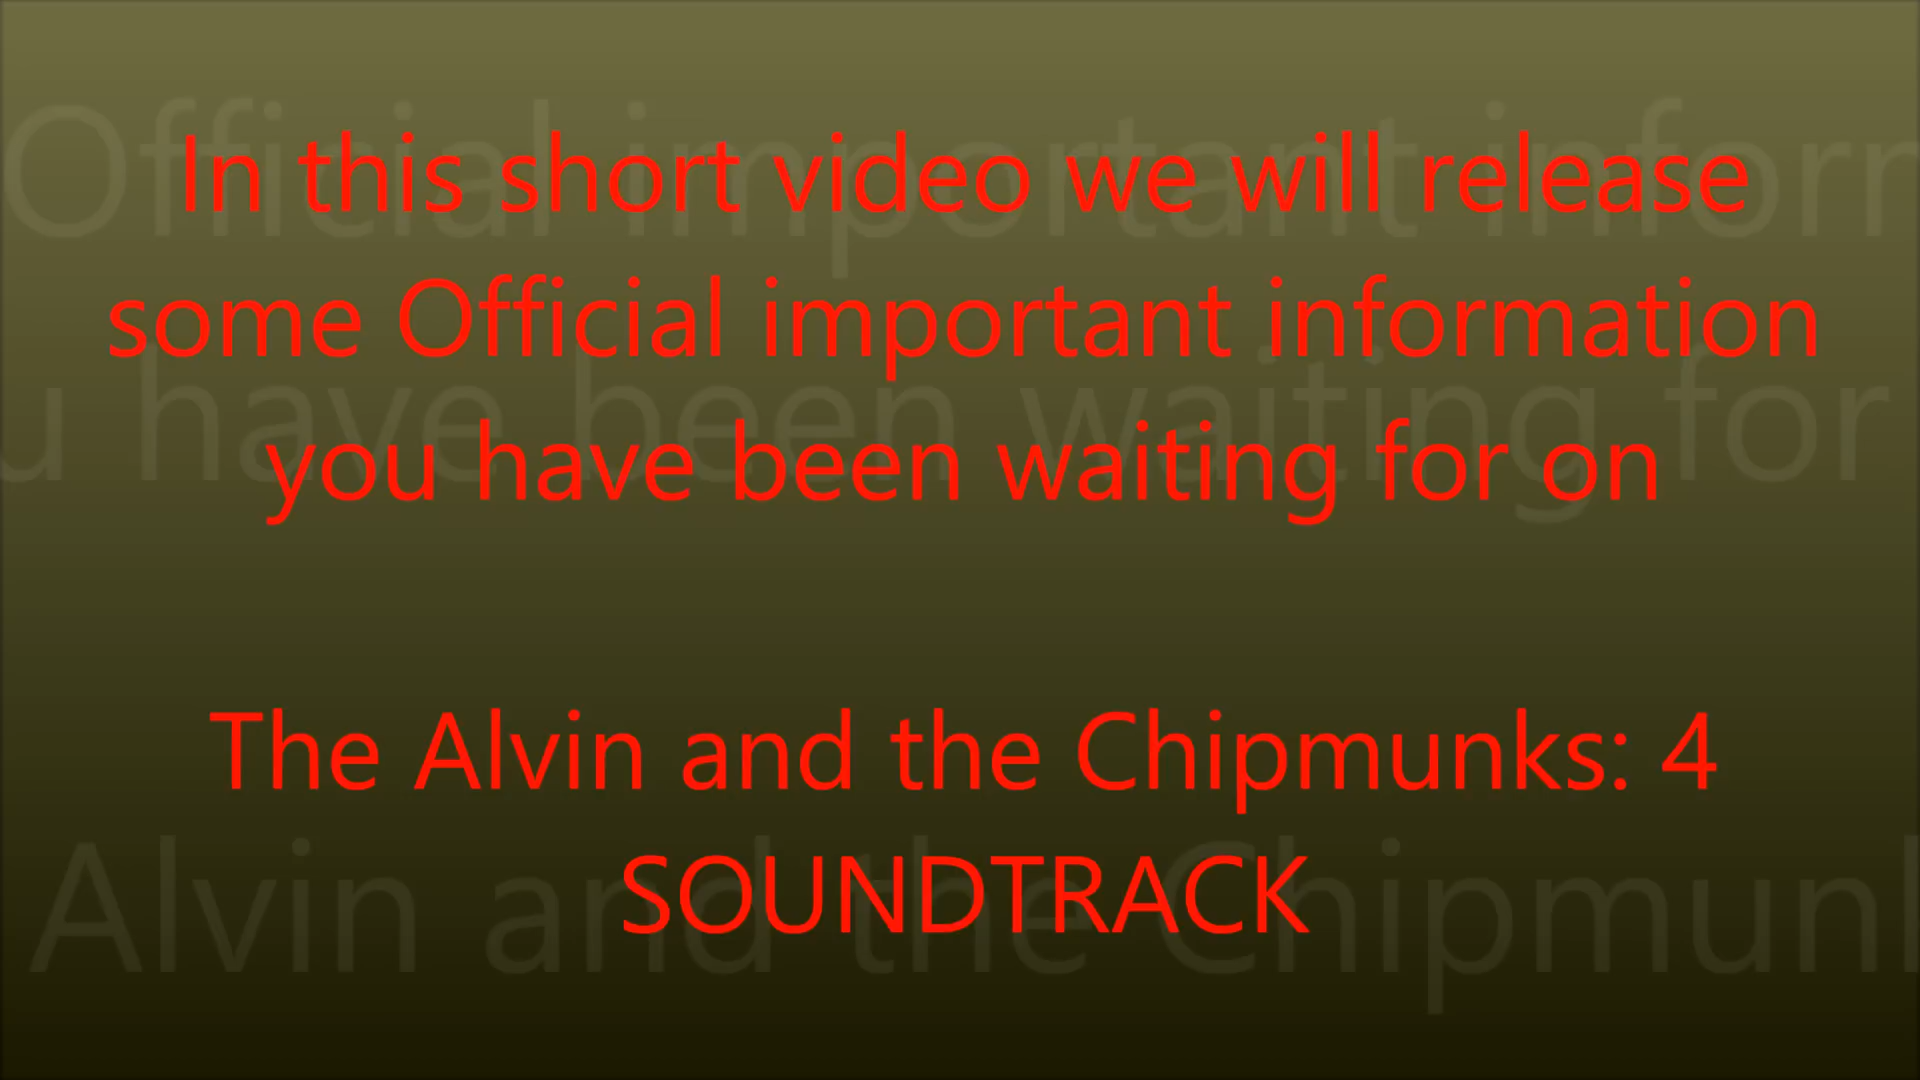 In this short video we will release
some Official important information
you have been waiting for on
The Alvin and the Chipmunks: 4
SOUNDTRACK